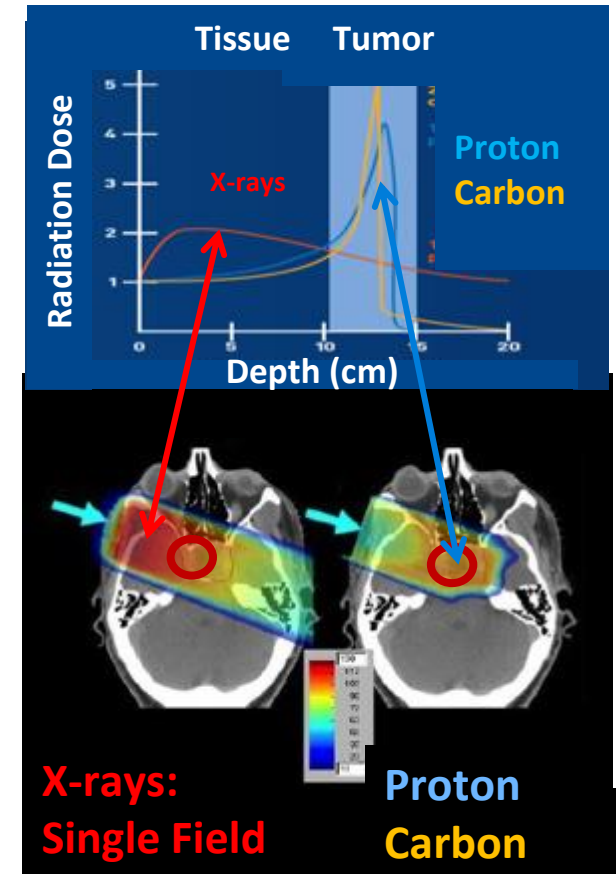 Tissue Tumor
Radiation Dose
5
4
3
2
1
X-rays
Proton
Carbon
0 5 10 15 20
Depth (cm)
X-rays:
Single Field
Proton
Carbon